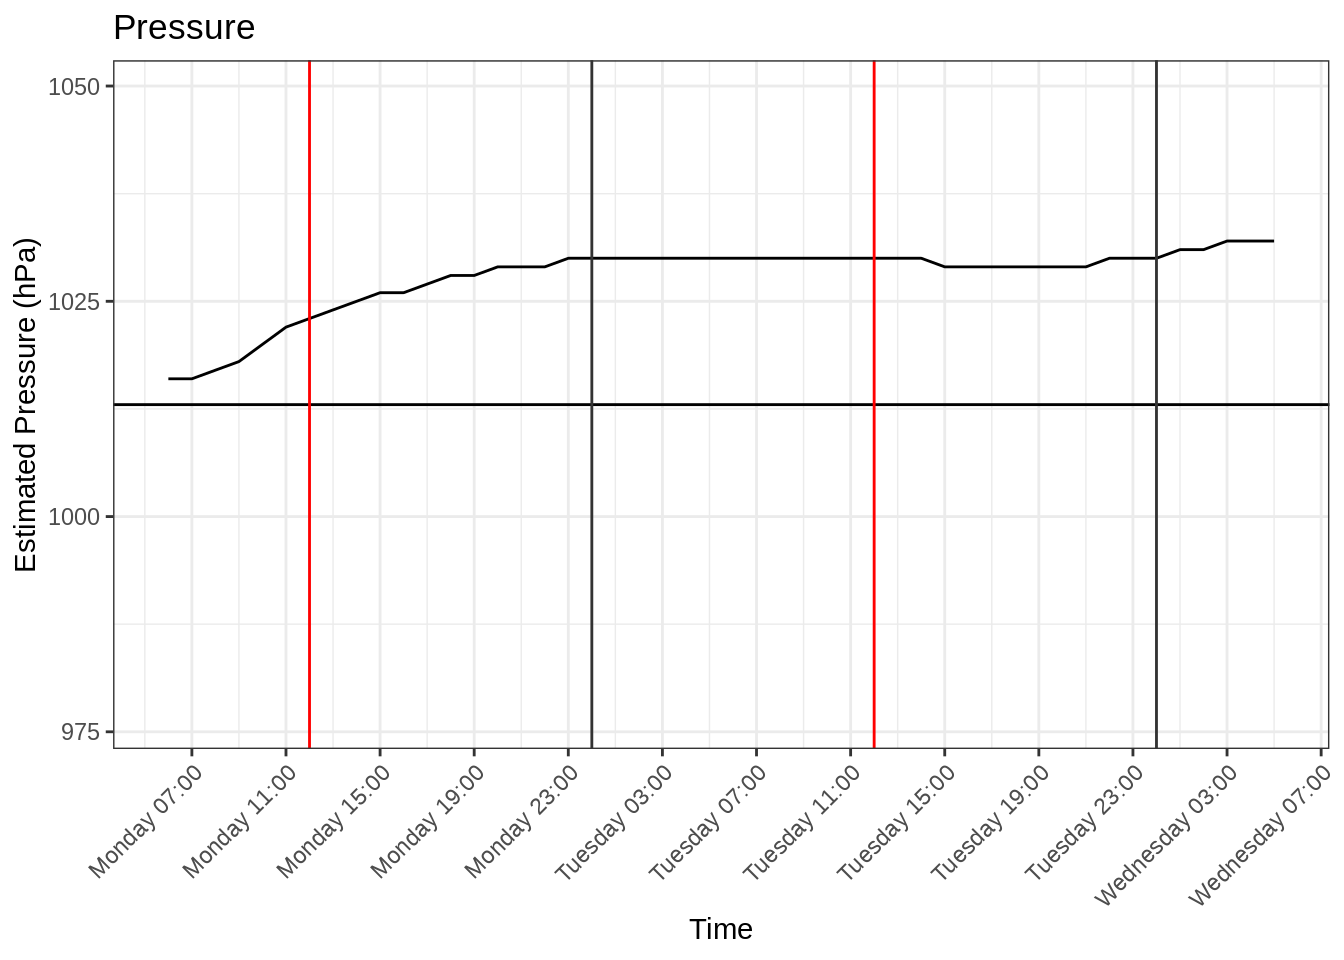 Pressure
Estimated Pressure (hPa)
1050
1025
1000
975
Monday 07:00
Monday 11:00
Monday 15:00
Monday 19:00
Monday 23:00
Tuesday 03:00
Tuesday 07:00
Tuesday 11:00
Tuesday 15:00
Tuesday 19:00
Tuesday 23:00
Wednesday 03:00
Wednesday 07:00
Time